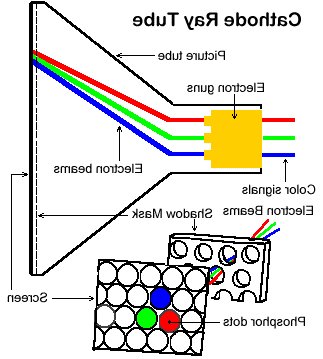 Cathode Ray Tube
Picture tube
Electron guns
Electron beams
Color signals
Electron Beams
Shadow Mask
Screen
Phosphor dots